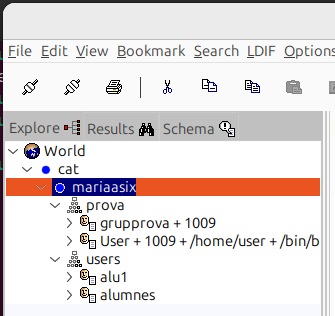 File Edit View Bookmark Search LDIF Options
Explore Results Schema
World
cat
mariaasix
prova
grupprova + 1009
User + 1009 + /home/user + /bin/b
users
alu1
alumnes